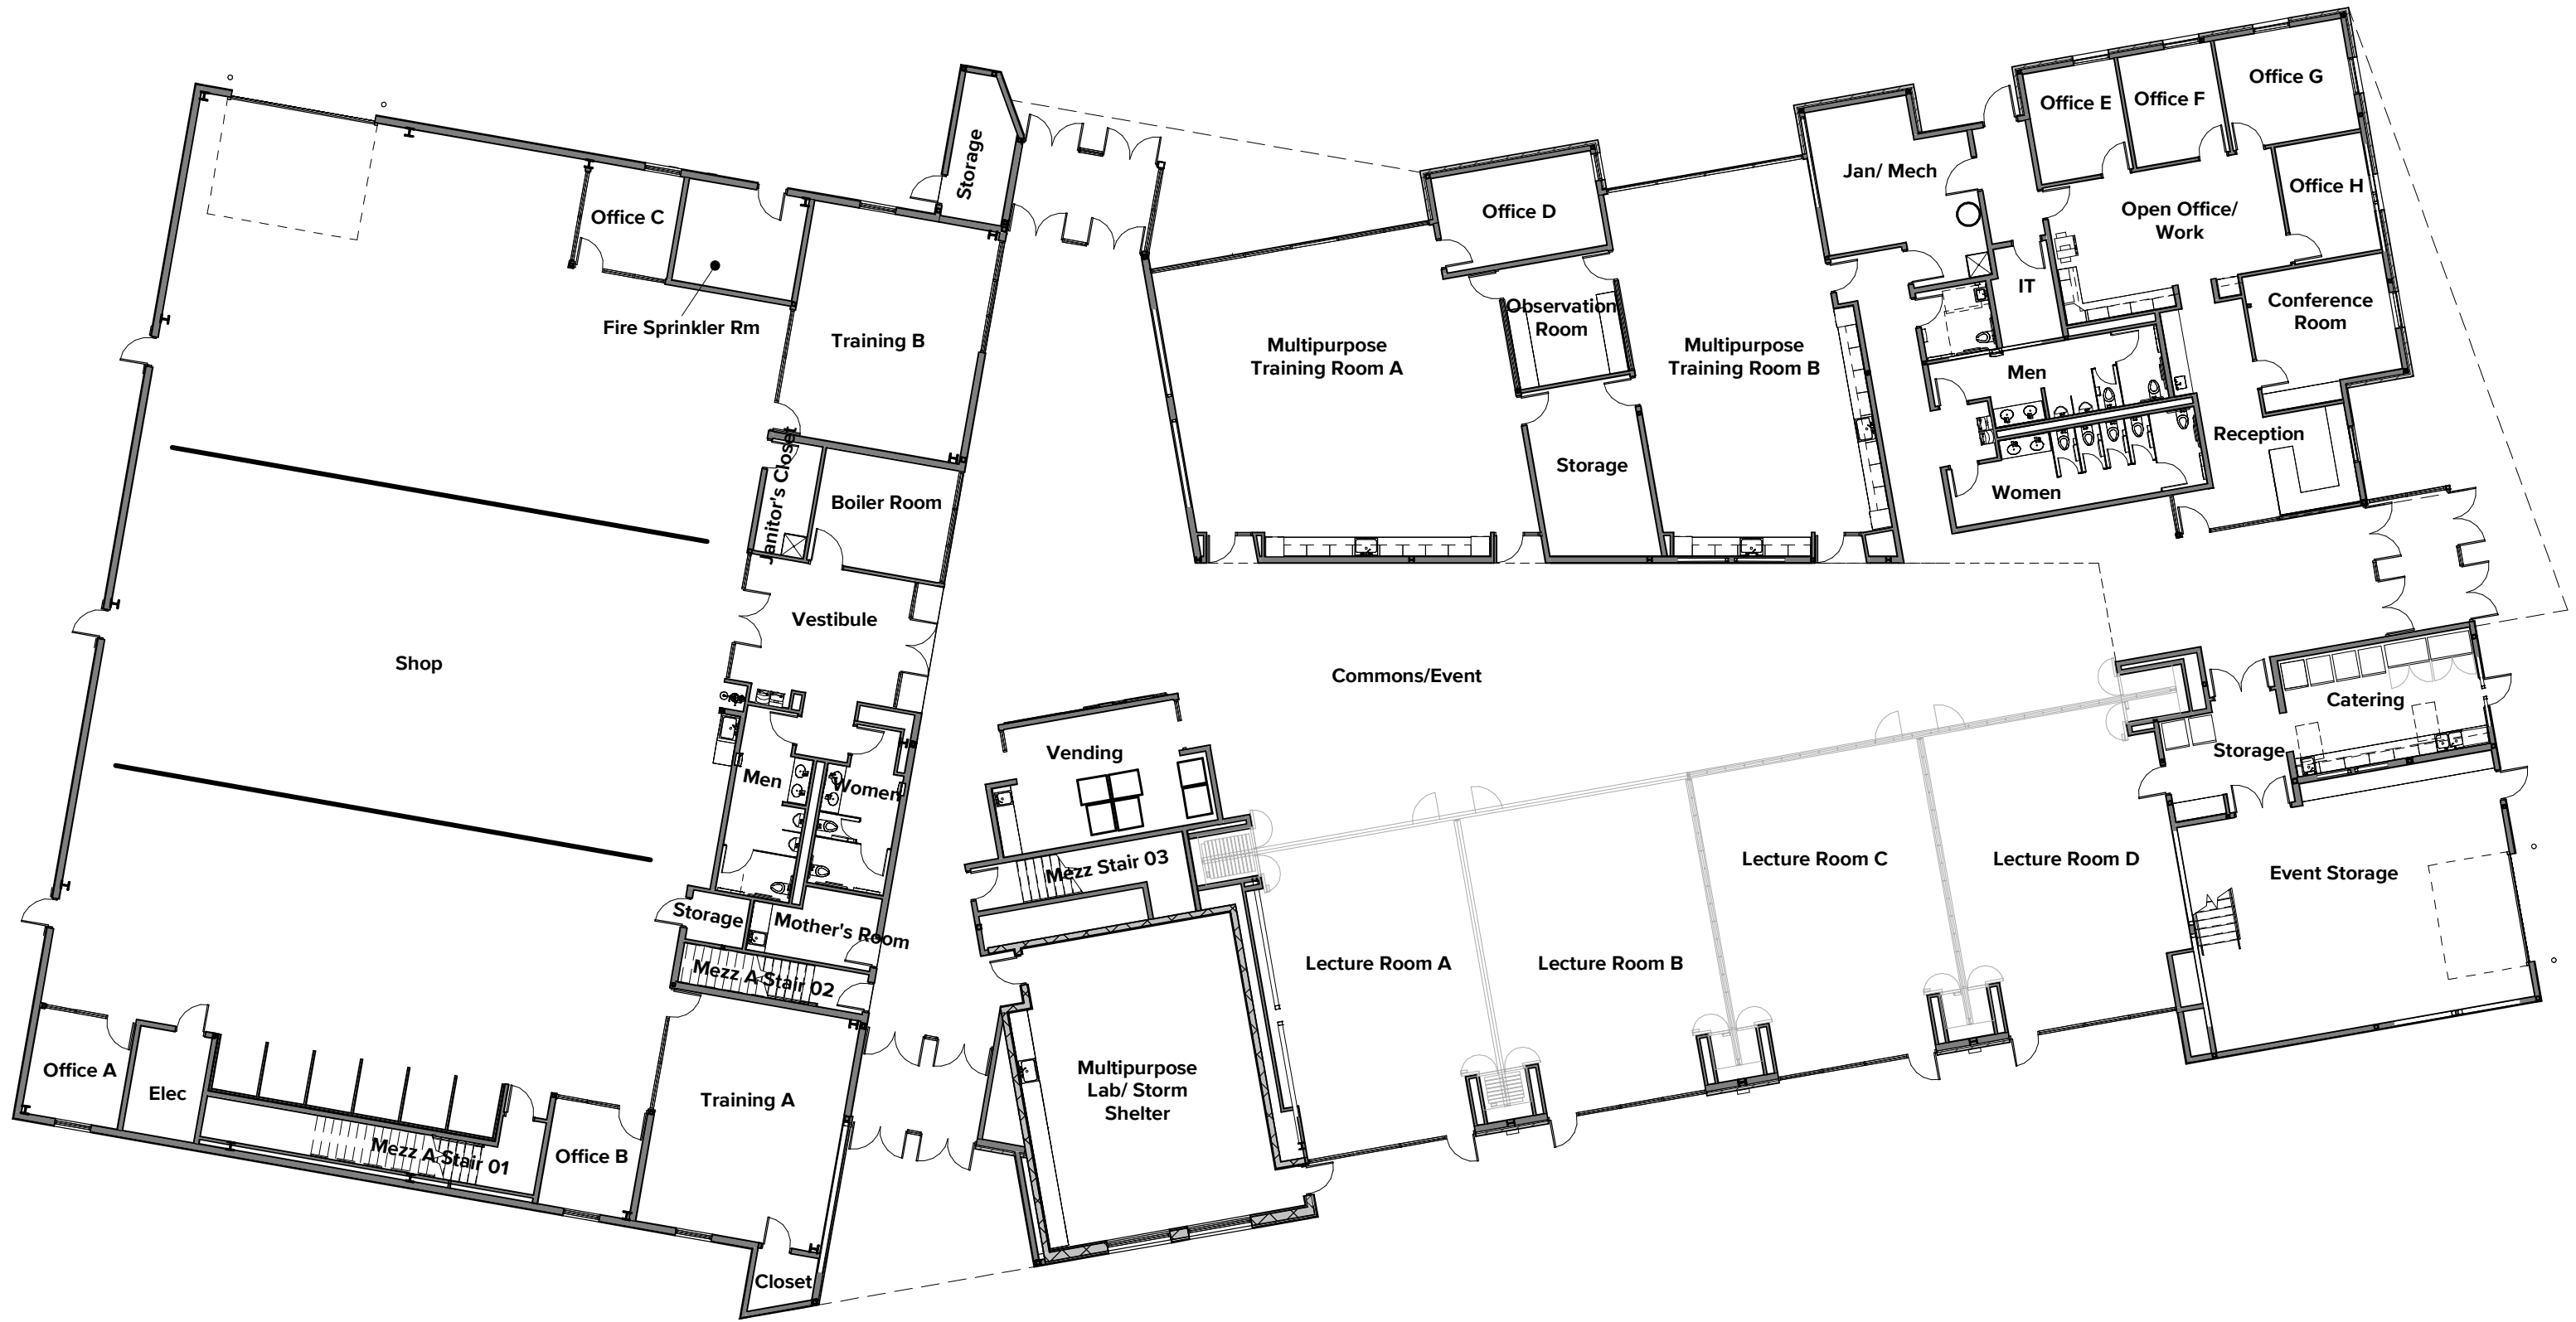 Office G
Office F
Office E
Storage
Jan/ Mech
Office H
Office D
Office C
Open Office/
Work
IT
Conference
Room
Observation
Room
Fire Sprinkler Rm
Training B
Multipurpose
Training Room A
Multipurpose
Training Room B
Men
Reception
Storage
Women
Janitor's Closet
Boiler Room
Vestibule
Shop
Commons/Event
Catering
Storage
Vending
Men
Women
Mezz Stair 03
Lecture Room C
Lecture Room D
Event Storage
Storage
Mother's Room
Lecture Room A
Lecture Room B
Mezz A Stair 02
Office A
Elec
Training A
Multipurpose
Lab/ Storm
Shelter
Mezz A Stair 01
Office B
Closet